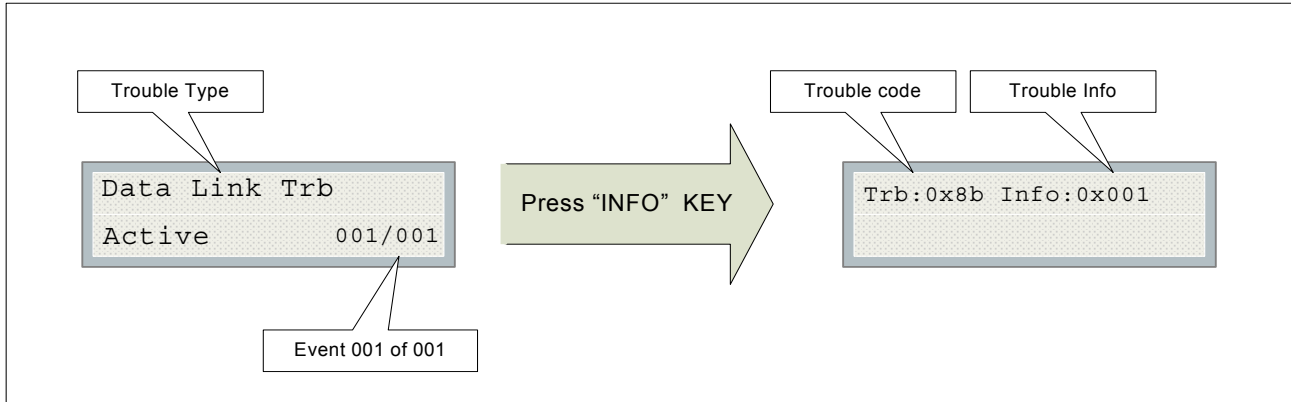 Trouble Type
Data Link Trb
Active 001/001
Event 001 of 001
Press “INFO” KEY
Trouble code
Trouble Info
Trb:0x8b Info:0x001